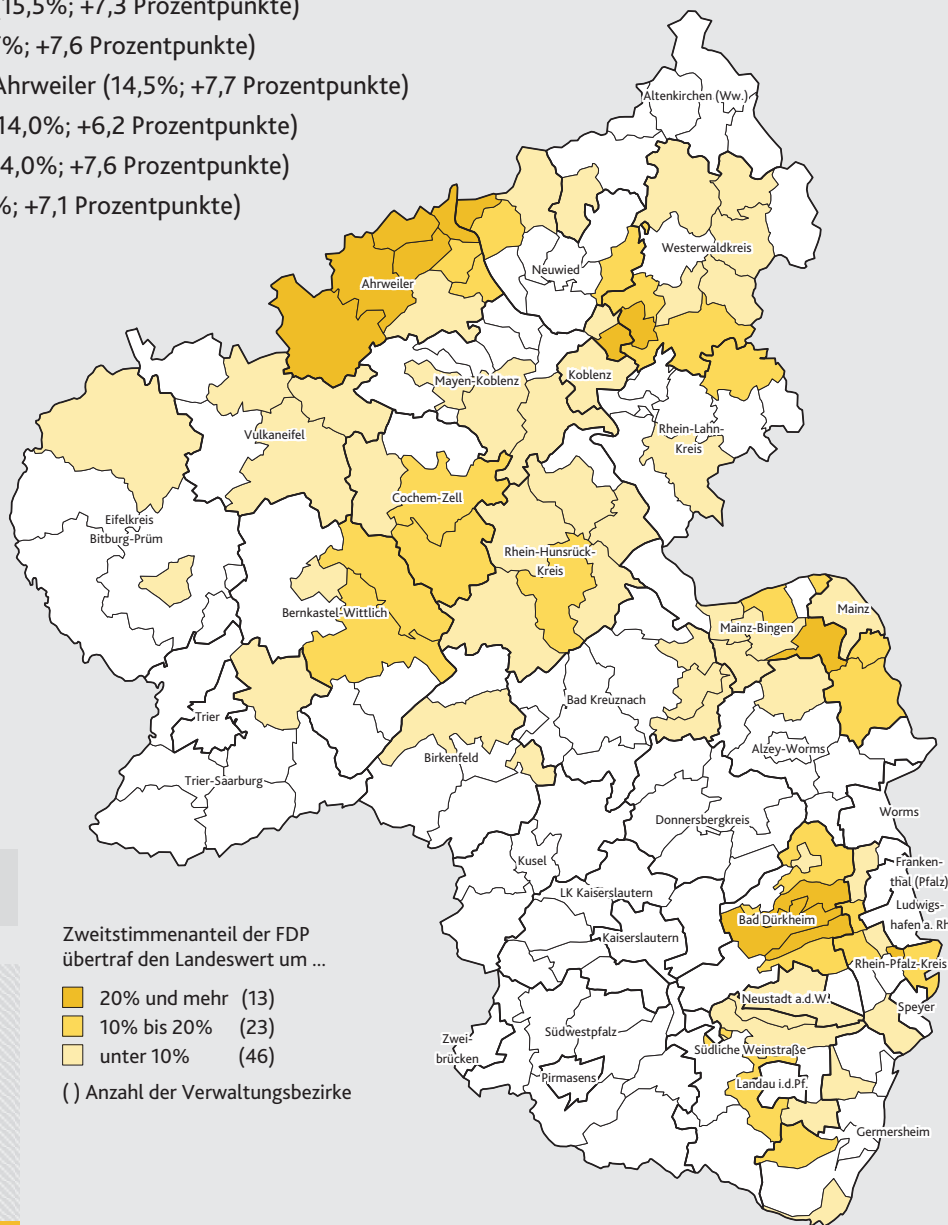 15,5%; +7,3 Prozentpunkte)
%; +7,6 Prozentpunkte)
Ahrweiler (14,5%; +7,7 Prozentpunkte)
14,0%; +6,2 Prozentpunkte)
4,0%; +7,6 Prozentpunkte)
%; +7,1 Prozentpunkte)
Altenkirchen (Ww.)
Westerwaldkreis
Neuwied
Ahrweiler
Koblenz
Mayen-Koblenz
Rhein-Lahn-
Kreis
Vulkaneifel
Cochem-Zell
Eifelkreis
Bitburg-Prüm
Rhein-Hunsrück-
Kreis
Bernkastel-Wittlich
Mainz
Mainz-Bingen
Bad Kreuznach
Trier
Alzey-Worms
Birkenfeld
Trier-Saarburg
Worms
Donnersbergkreis
Kusel
Franken-
thal (Pfalz)
LK Kaiserslautern
Ludwigs-
hafen a. Rh
Bad Dürkheim
Kaiserslautern
Rhein-Pfalz-Kreis
Neustadt a.d.W.
Speyer
Südwestpfalz
Zwei-
brücken
Südliche Weinstraße
Pirmasens
Landau i.d.Pf.
Germersheim
Zweitstimmenanteil der FDP
übertraf den Landeswert um ...
20% und mehr (13)
10% bis 20% (23)
unter 10% (46)
( ) Anzahl der Verwaltungsbezirke